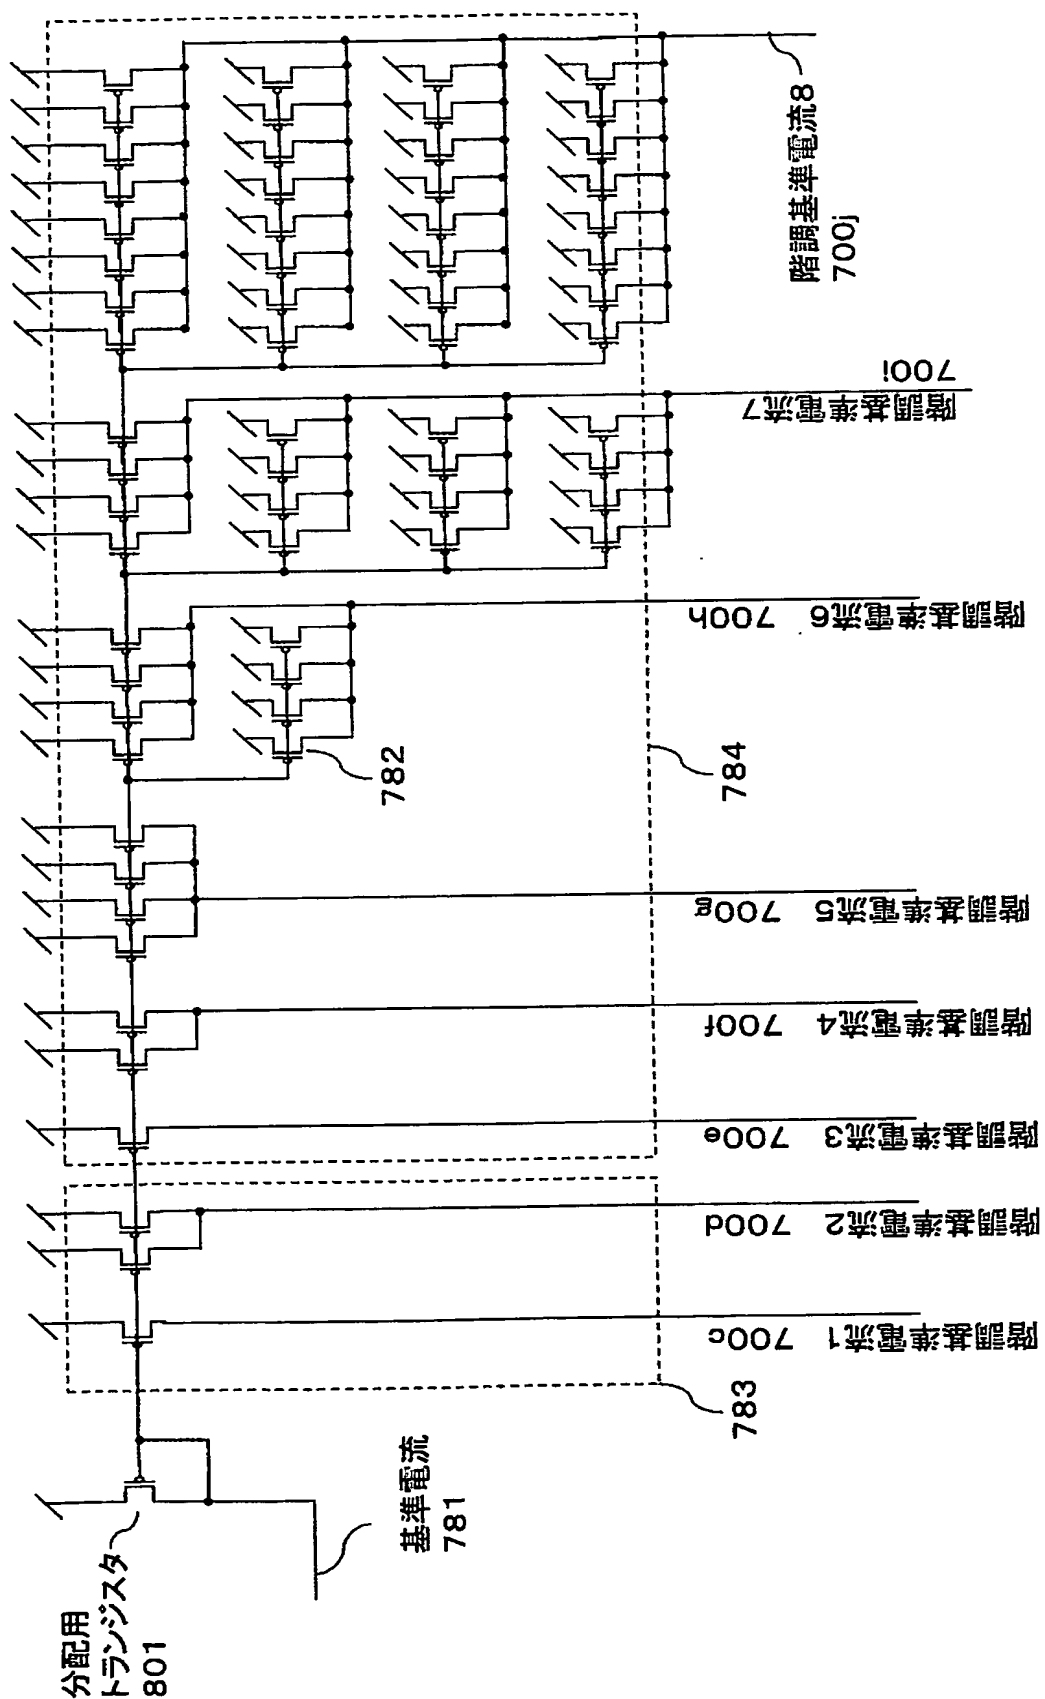 分配用
トランジスタ
801
基準電流
781
783
階調基準電流1 700c
階調基準電流2 700d
階調基準電流3 700e
階調基準電流4 700f
階調基準電流5 700g
784
782
階調基準電流6 700h
階調基準電流7
700i
階調基準電流8
700j